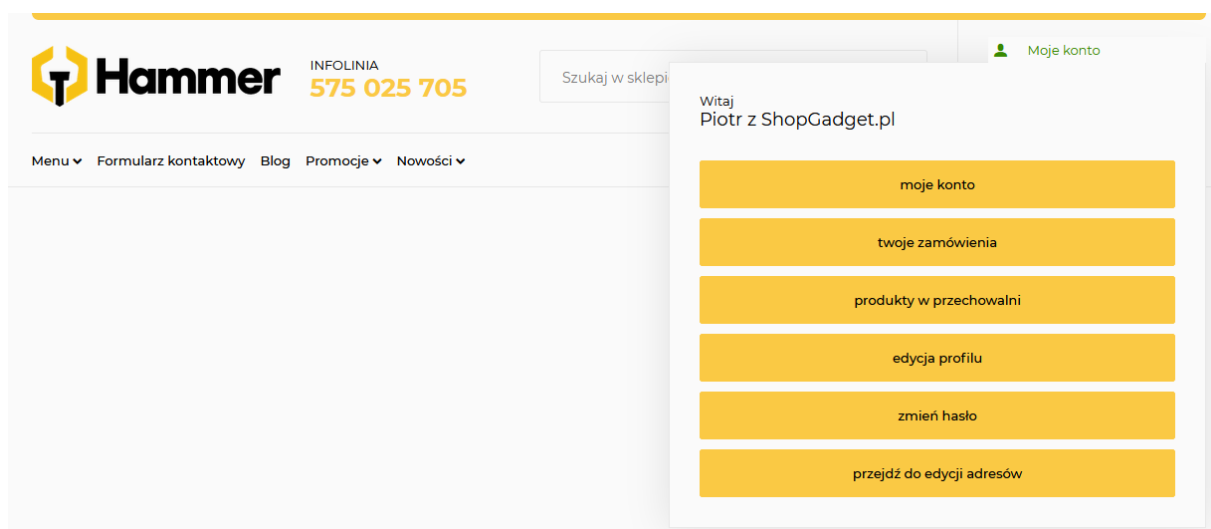 Hammer
INFOLINIA
575 025 705
Szukaj w sklepi
Moje konto
Menu Formularz kontaktowy Blog Promocje Nowości
Witaj
Piotr z ShopGadget.pl
moje konto
twoje zamówienia
produkty w przechowalni
edycja profilu
zmień hasło
przejdź do edycji adresów